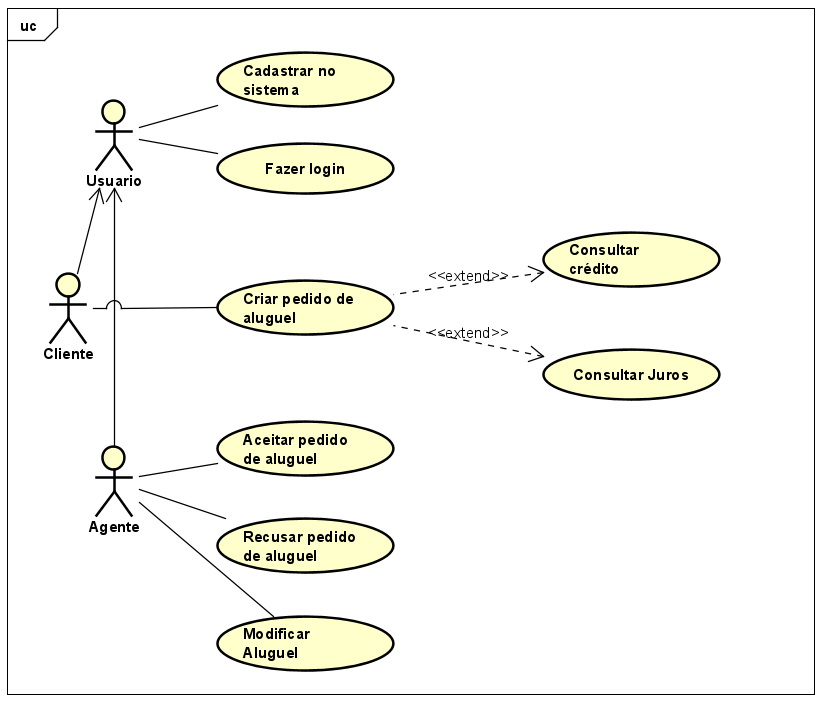 uc
Cadastrar no
sistema
Fazer login
Usuario
Cliente
Criar pedido de
aluguel
<<extend>>
Consultar
crédito
<<extend>>
Consultar Juros
Agente
Aceitar pedido
de aluguel
Recusar pedido
de aluguel
Modificar
Aluguel